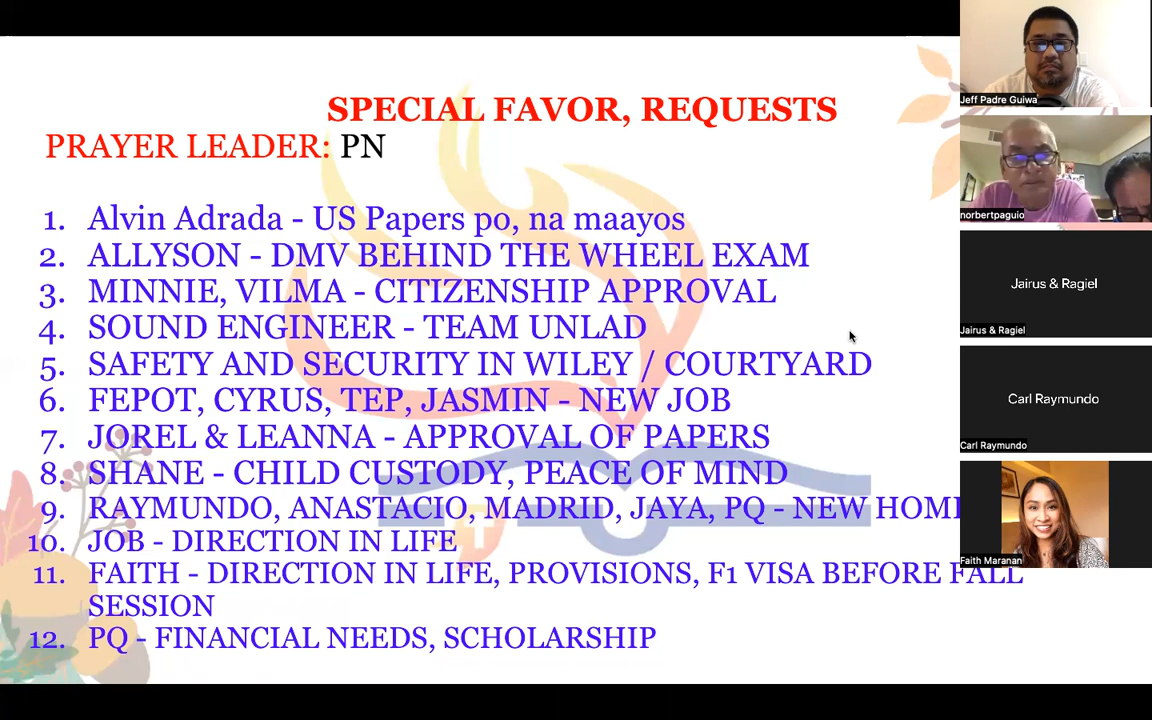 SPECIAL FAVOR, REQUESTS
PRAYER LEADER: PN
1. Alvin Adrada - US Papers po, na maayos
2. ALLYSON - DMV BEHIND THE WHEEL EXAM
3. MINNIE, VILMA - CITIZENSHIP APPROVAL
4. SOUND ENGINEER - TEAM UNLAD
5. SAFETY AND SECURITY IN WILEY / COURTYARD
6. FEPOT, CYRUS, TEP, JASMIN - NEW JOB
7. JOREL & LEANNA - APPROVAL OF PAPERS
8. SHANE - CHILD CUSTODY, PEACE OF MIND
9. RAYMUNDO, ANASTACIO, MADRID, JAYA, PQ - NEW
10. JOB - DIRECTION IN LIFE
11. FAITH - DIRECTION IN LIFE, PROVISIONS, F1 VISA BEFORE FALL
SESSION
12. PQ - FINANCIAL NEEDS, SCHOLARSHIP
Jeff Padre Guiwa
norbertpaguio
Jairus & Ragiel
Jairus & Ragiel
Carl Raymundo
Carl Raymundo
Faith Maranan